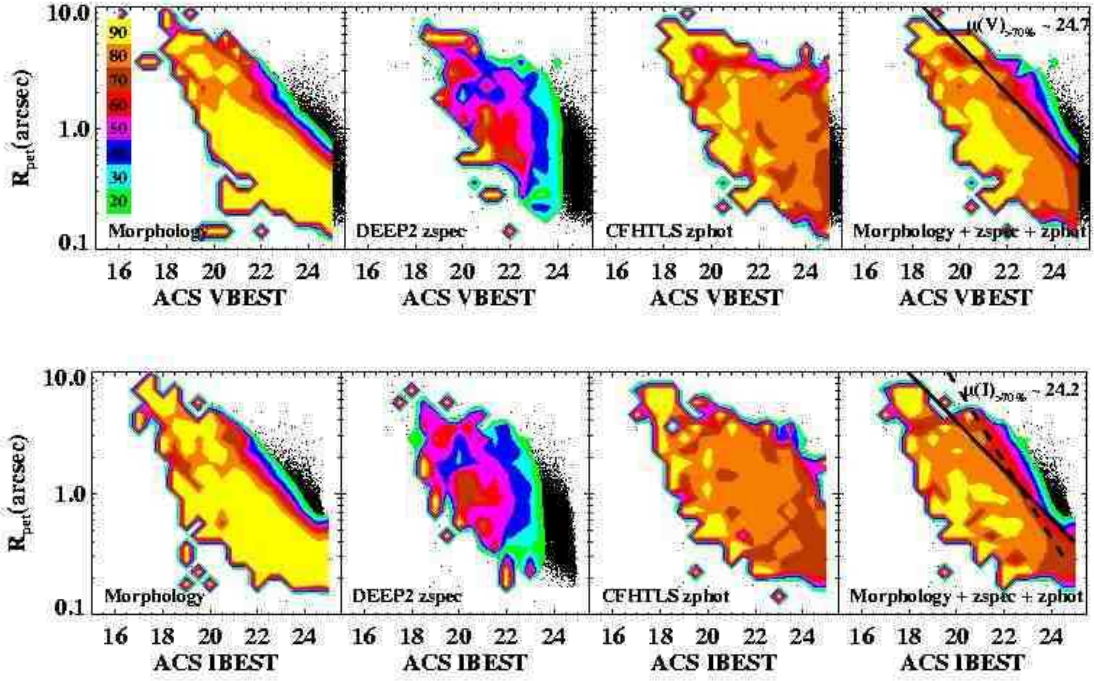 10.0
1.0
0.1
R_pet(arcsec)
90
80
70
60
50
30
20
Morphology
DEEP2 zspec
CFHTLS zphot
μ(V)_>70% ~ 24.7
Morphology + zspec + zphot
16 18 20 22 24
16 18 20 22 24
16 18 20 22 24
16 18 20 22 24
ACS VBEST
ACS VBEST
ACS VBEST
ACS VBEST
10.0
1.0
0.1
R_pet(arcsec)
Morphology
DEEP2 zspec
CFHTLS zphot
μ(I)_>70% ~ 24.2
Morphology + zspec + zphot
16 18 20 22 24
16 18 20 22 24
16 18 20 22 24
16 18 20 22 24
ACS IBEST
ACS IBEST
ACS IBEST
ACS IBEST